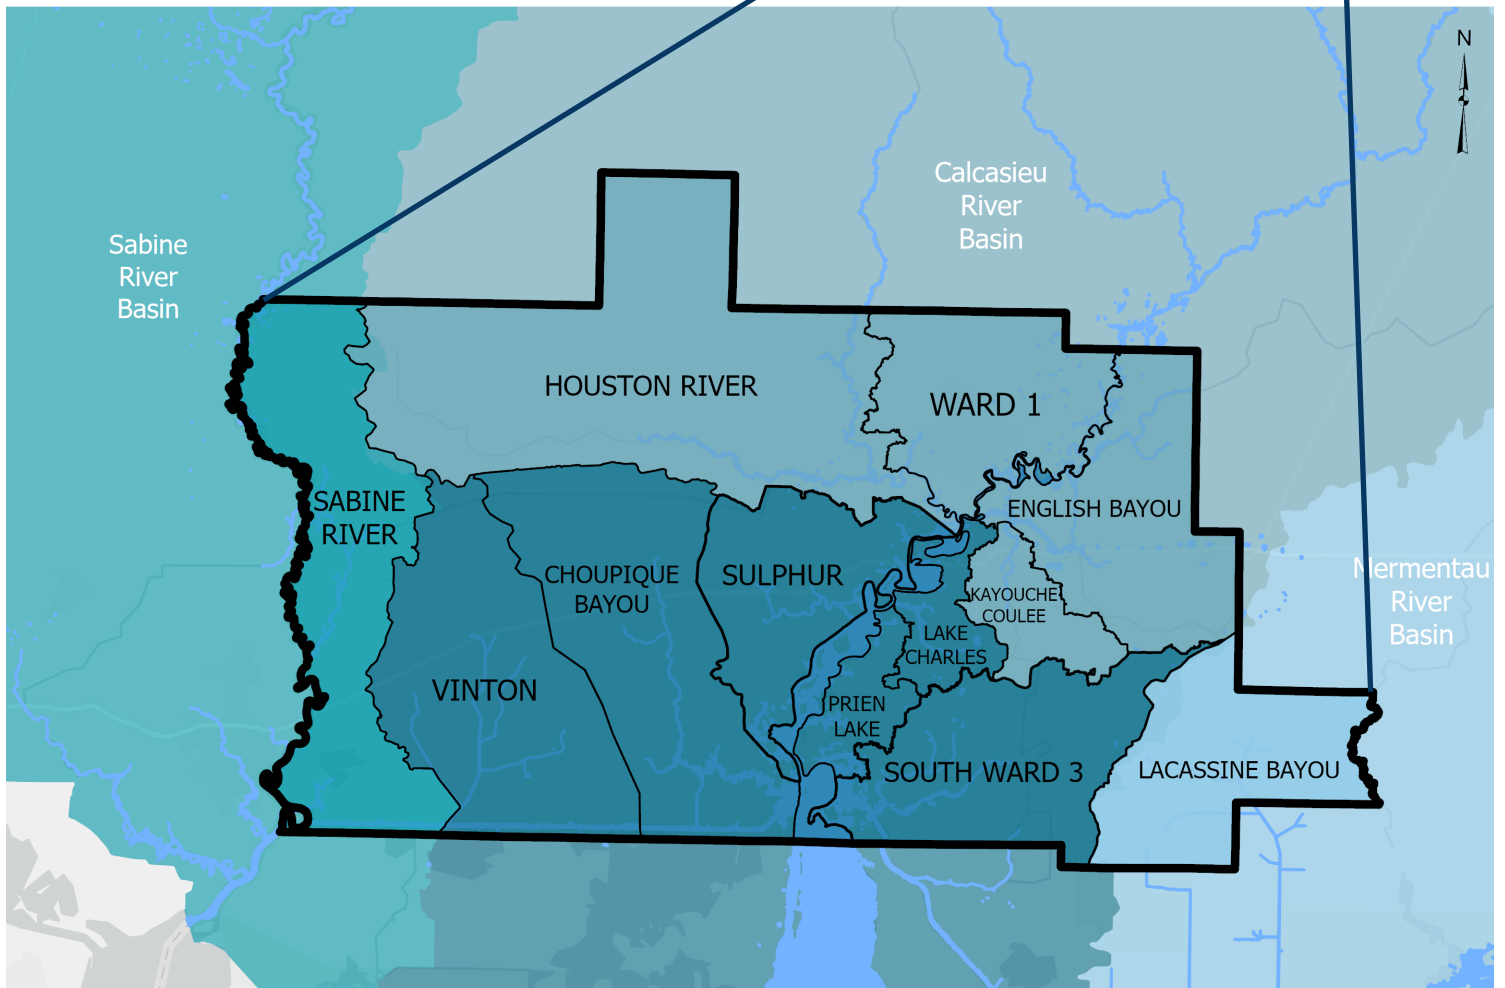 N
Calcasieu
River
Basin
Sabine
River
Basin
HOUSTON RIVER
WARD 1
SABINE
RIVER
ENGLISH BAYOU
CHOUPIQUE
BAYOU
SULPHUR
KAYOUCHE
COULEE
Mermentau
River
Basin
LAKE
CHARLES
VINTON
PRIEN
LAKE
SOUTH WARD 3
LACASSINE BAYOU